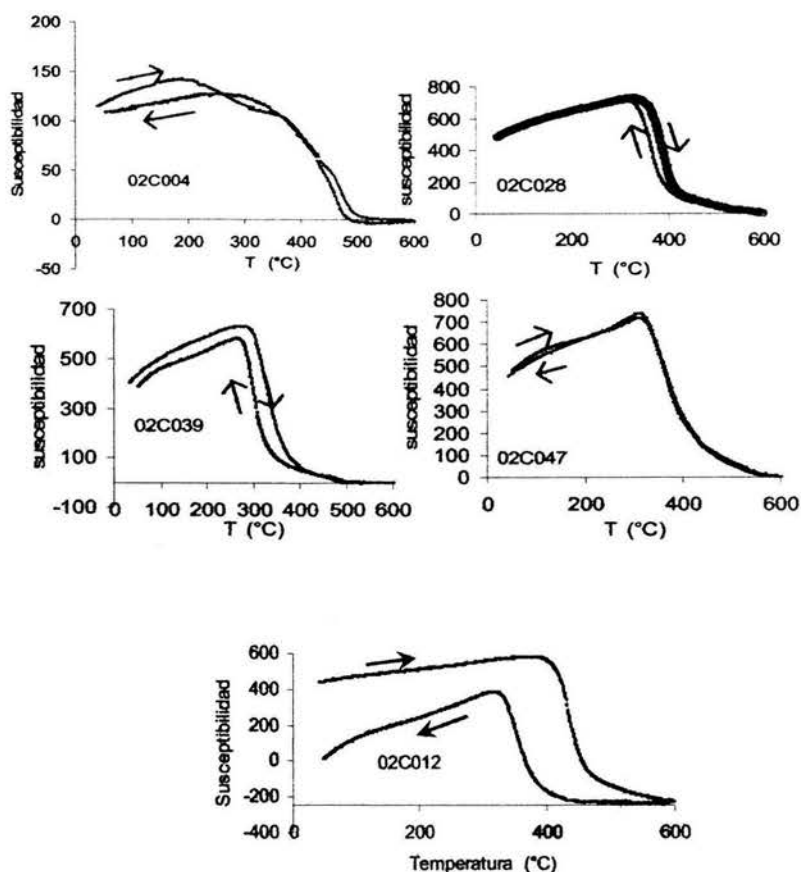 200
150
100
50
0
-50
Susceptibilidad
02C004
0 100 200 300 400 500 600
T (°C)
800
600
400
200
0
susceptibilidad
02C028
0 200 400 600
T (°C)
700
500
300
100
-100
susceptibilidad
02C039
0 100 200 300 400 500 600
T (°C)
800
700
600
500
400
300
200
100
0
susceptibilidad
02C047
0 200 400 600
T (°C)
600
400
200
0
-200
-400
Susceptibilidad
02C012
0 200 400 600
Temperatura (°C)